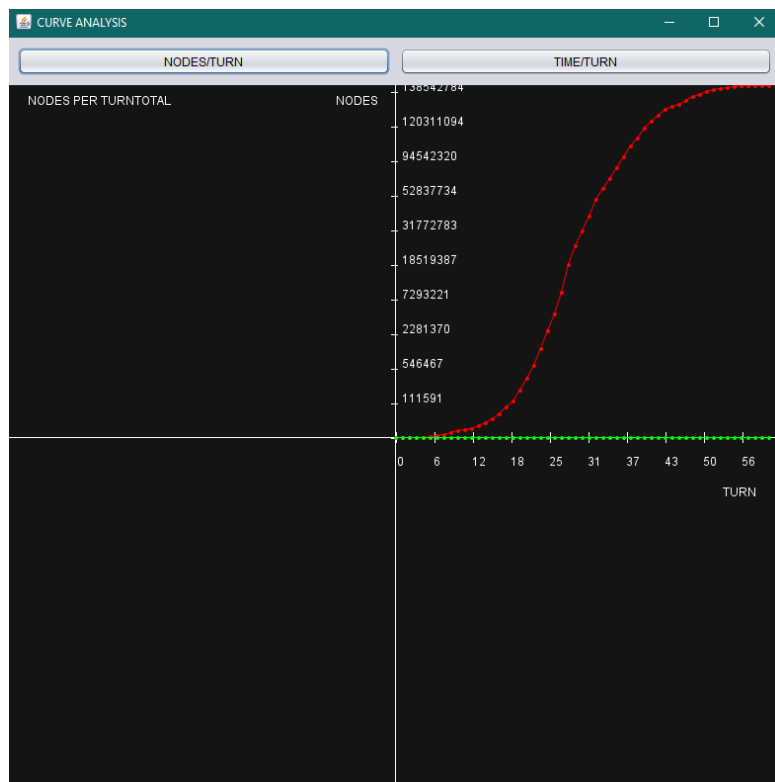 CURVE ANALYSIS
NODES/TURN
TIME/TURN
NODES PER TURNTOTAL
NODES
138542784
120311094
94542320
52837734
31772783
18519387
7293221
2281370
546467
111591
0 6 12 18 25 31 37 43 50 56
TURN